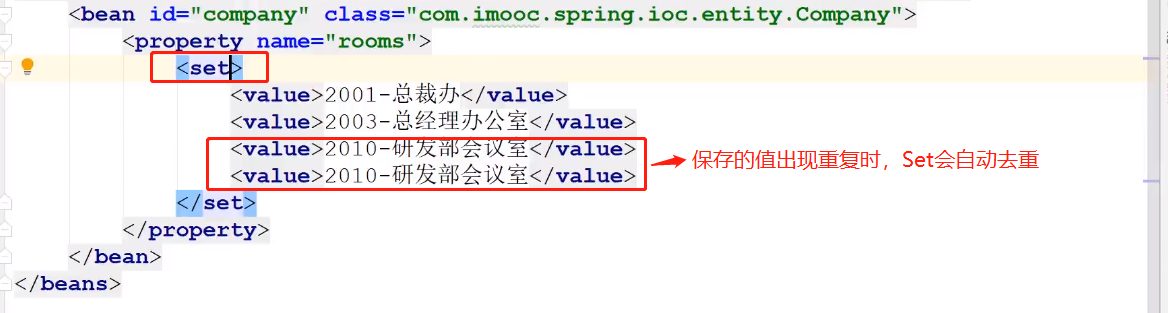 <bean id="company" class="com.imooc.spring.ioc.entity.Company">
<property name="rooms">
<set>
<value>2001-总裁办</value>
<value>2003-总经理办公室</value>
<value>2010-研发部会议室</value>
<value>2010-研发部会议室</value>
保存的值出现重复时，Set会自动去重
</set>
</property>
</bean>
</beans>